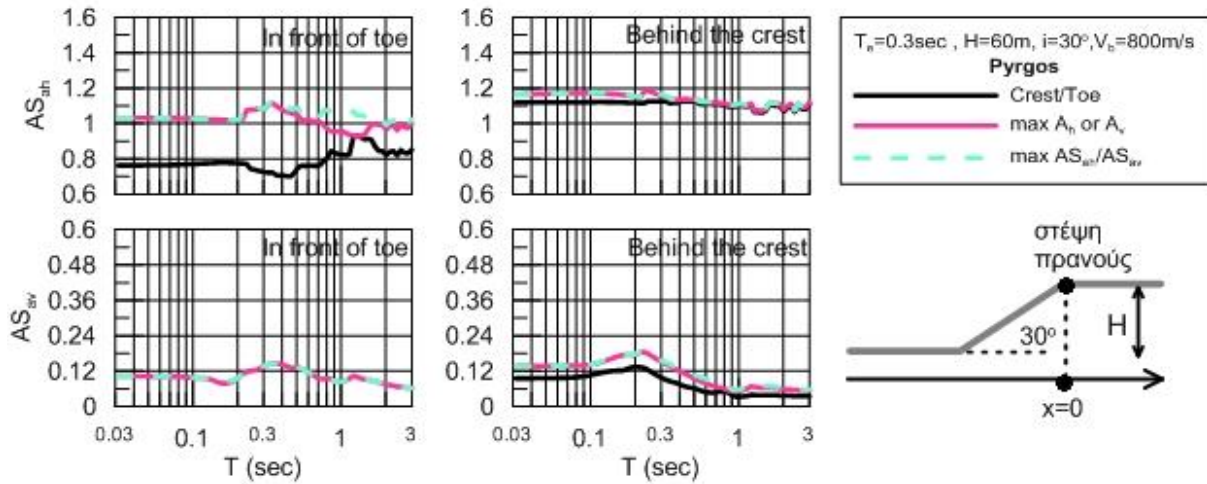 1.6
In front of toe
1.4
1.2
1
0.8
0.6
AS_ah
1.6
Behind the crest
1.4
1.2
1
0.8
0.6
T_e=0.3sec , H=60m, i=30°,V_b=800m/s
Pyrgos
Crest/Toe
max A_h or A_v
max AS_ah/AS_av
0.6
In front of toe
0.48
0.36
0.24
0.12
0
AS_av
0.03 0.1 0.3 1 3
T (sec)
0.6
Behind the crest
0.48
0.36
0.24
0.12
0
0.03 0.1 0.3 1 3
T (sec)
στέψη
πρανούς
30°
H
x=0